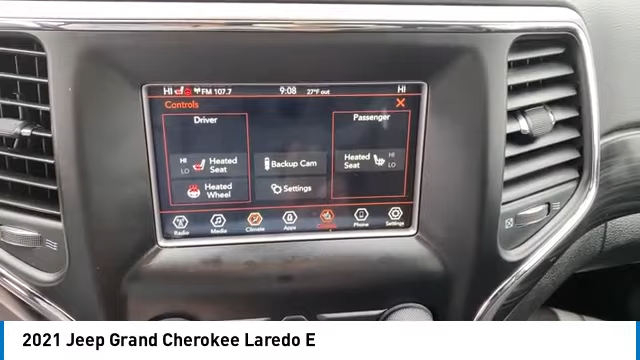 HI FM 107.7 9:08 27°F out HI
Controls
Driver Passenger
HI LO Heated Seat
Backup Cam
Heated Seat HI LO
Heated Wheel
Settings
Radio Media Climate Apps Controls Phone Settings
2021 Jeep Grand Cherokee Laredo E